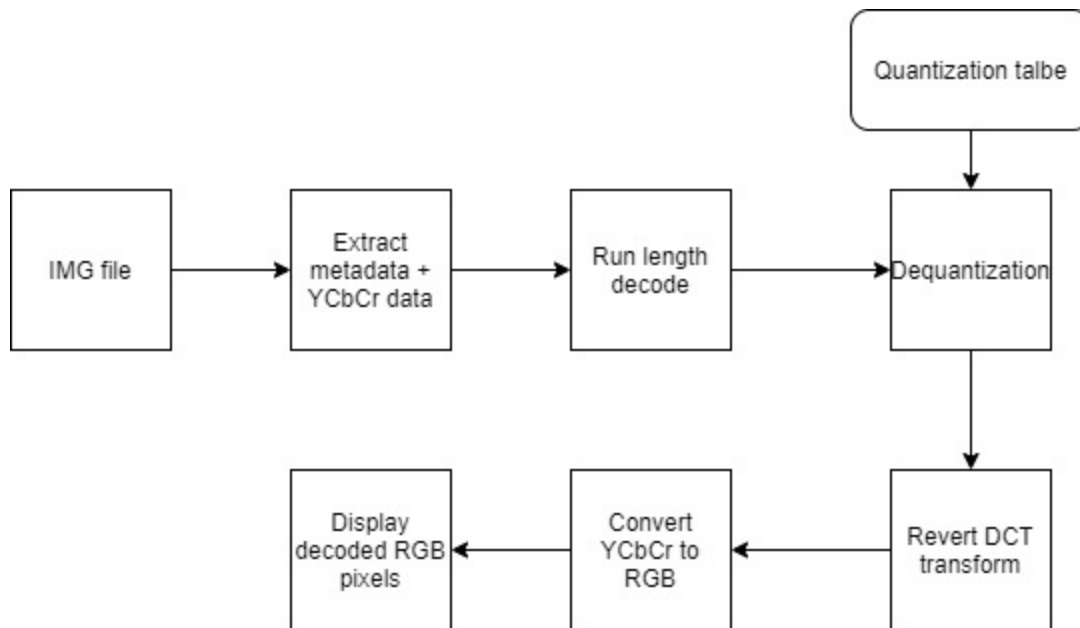 Quantization talbe
IMG file
Extract
metadata +
YCbCr data
Run length
decode
Dequantization
Display
decoded RGB
pixels
Convert
YCbCr to
RGB
Revert DCT
transform